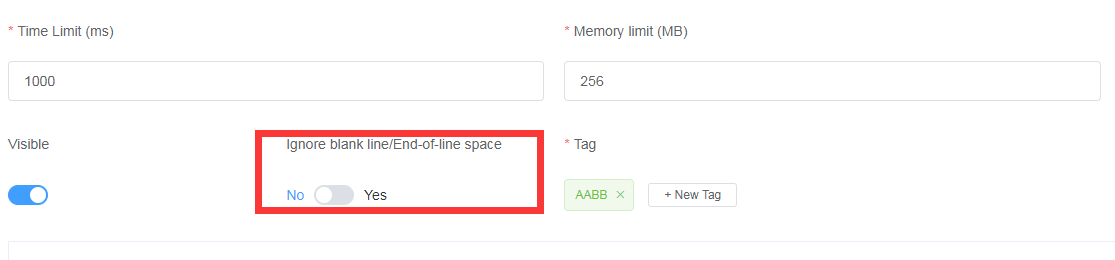 * Time Limit (ms)
* Memory limit (MB)
1000
256
Visible
Ignore blank line/End-of-line space
* Tag
No
Yes
AABB ×
+ New Tag